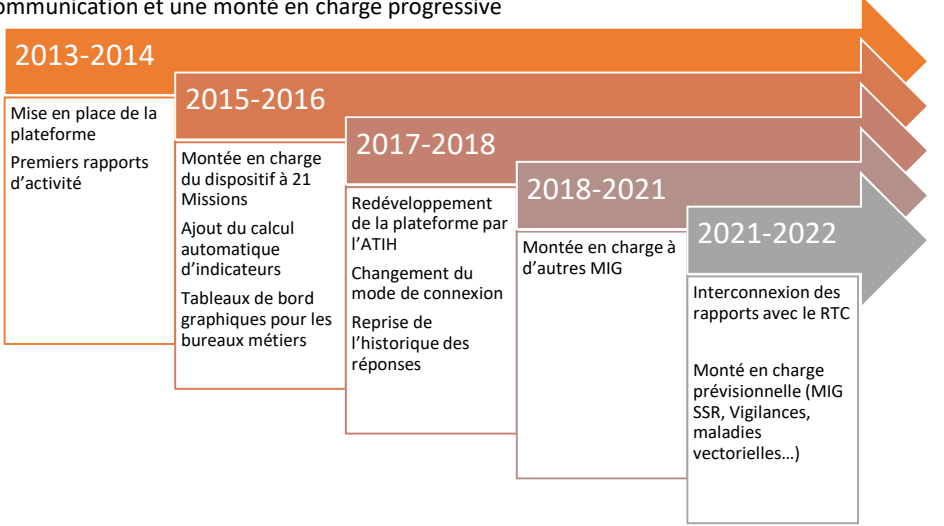 ommunication et une monté en charge progressive
2013-2014
Mise en place de la
plateforme
Premiers rapports
d’activité
2015-2016
Montée en charge
du dispositif à 21
Missions
Ajout du calcul
automatique
d’indicateurs
Tableaux de bord
graphiques pour les
bureaux métiers
2017-2018
Redéveloppement
de la plateforme par
l’ATIH
Changement du
mode de connexion
Reprise de
l’historique des
réponses
2018-2021
Montée en charge à
d’autres MIG
2021-2022
Interconnexion des
rapports avec le RTC
Monté en charge
prévisionnelle (MIG
SSR, Vigilances,
maladies
vectorielles…)